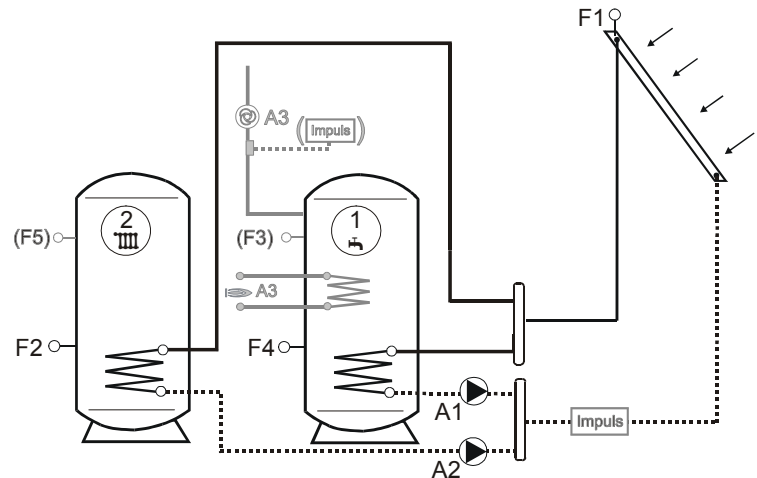 F1
A3
(Impuls)
2
1
(F5)
(F3)
A3
F2
F4
A1
Impuls
A2